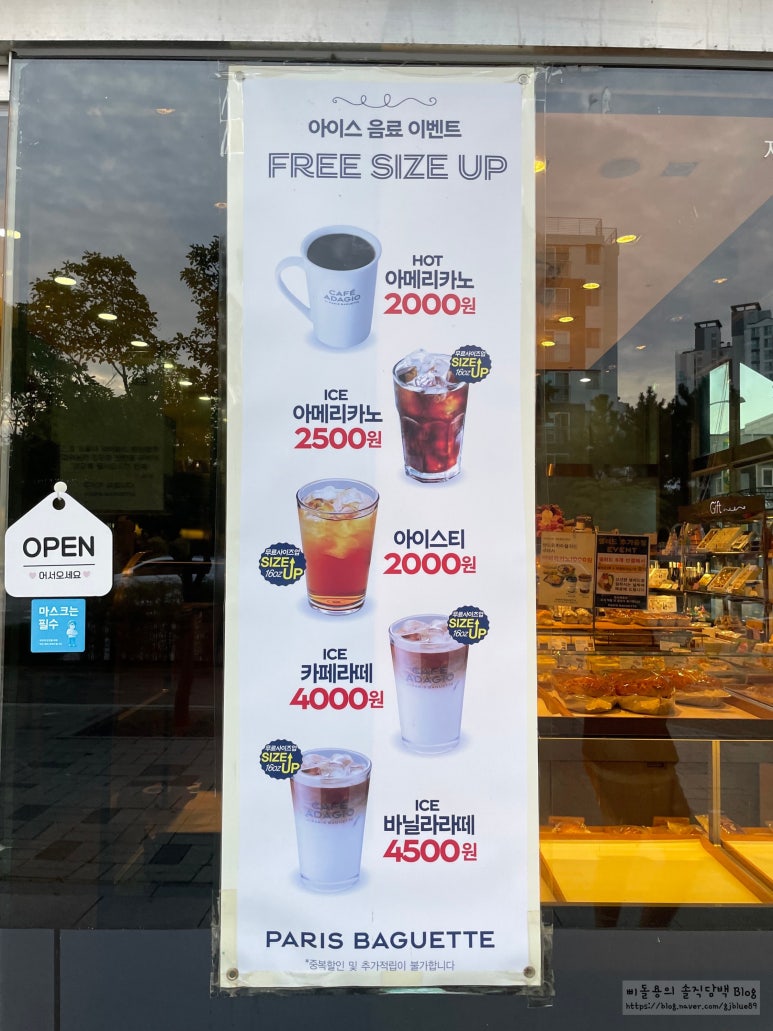 아이스 음료 이벤트
FREE SIZE UP
CAFÉ
ADAGIO
HOT
아메리카노
2000원
무료사이즈업
SIZE UP
16oz
ICE
아메리카노
2500원
무료사이즈업
SIZE UP
16oz
아이스티
2000원
무료사이즈업
SIZE UP
16oz
ICE
카페라떼
4000원
CAFÉ
ADAGIO
무료사이즈업
SIZE UP
16oz
CAFÉ
ADAGIO
ICE
바닐라라떼
4500원
PARIS BAGUETTE
*중복할인 및 추가적립이 불가합니다
OPEN
어서오세요
마스크는
필수
Gift
EVENT
삐돌용의 솔직담백 Blog
https://blog.naver.com/gjblue89